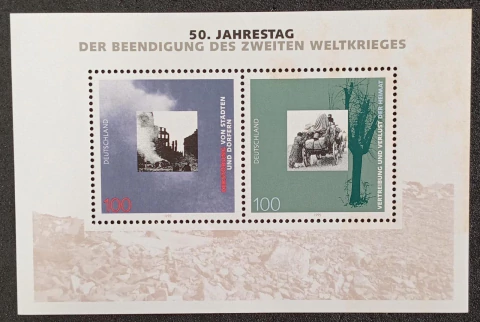 50. JAHRESTAG
DER BEENDIGUNG DES ZWEITEN WELTKRIEGES
DEUTSCHLAND
100
VON STÄDTEN
UND DÖRFERN
DEUTSCHLAND
100
VERTREIBUNG UND VERLUST DER HEIMAT